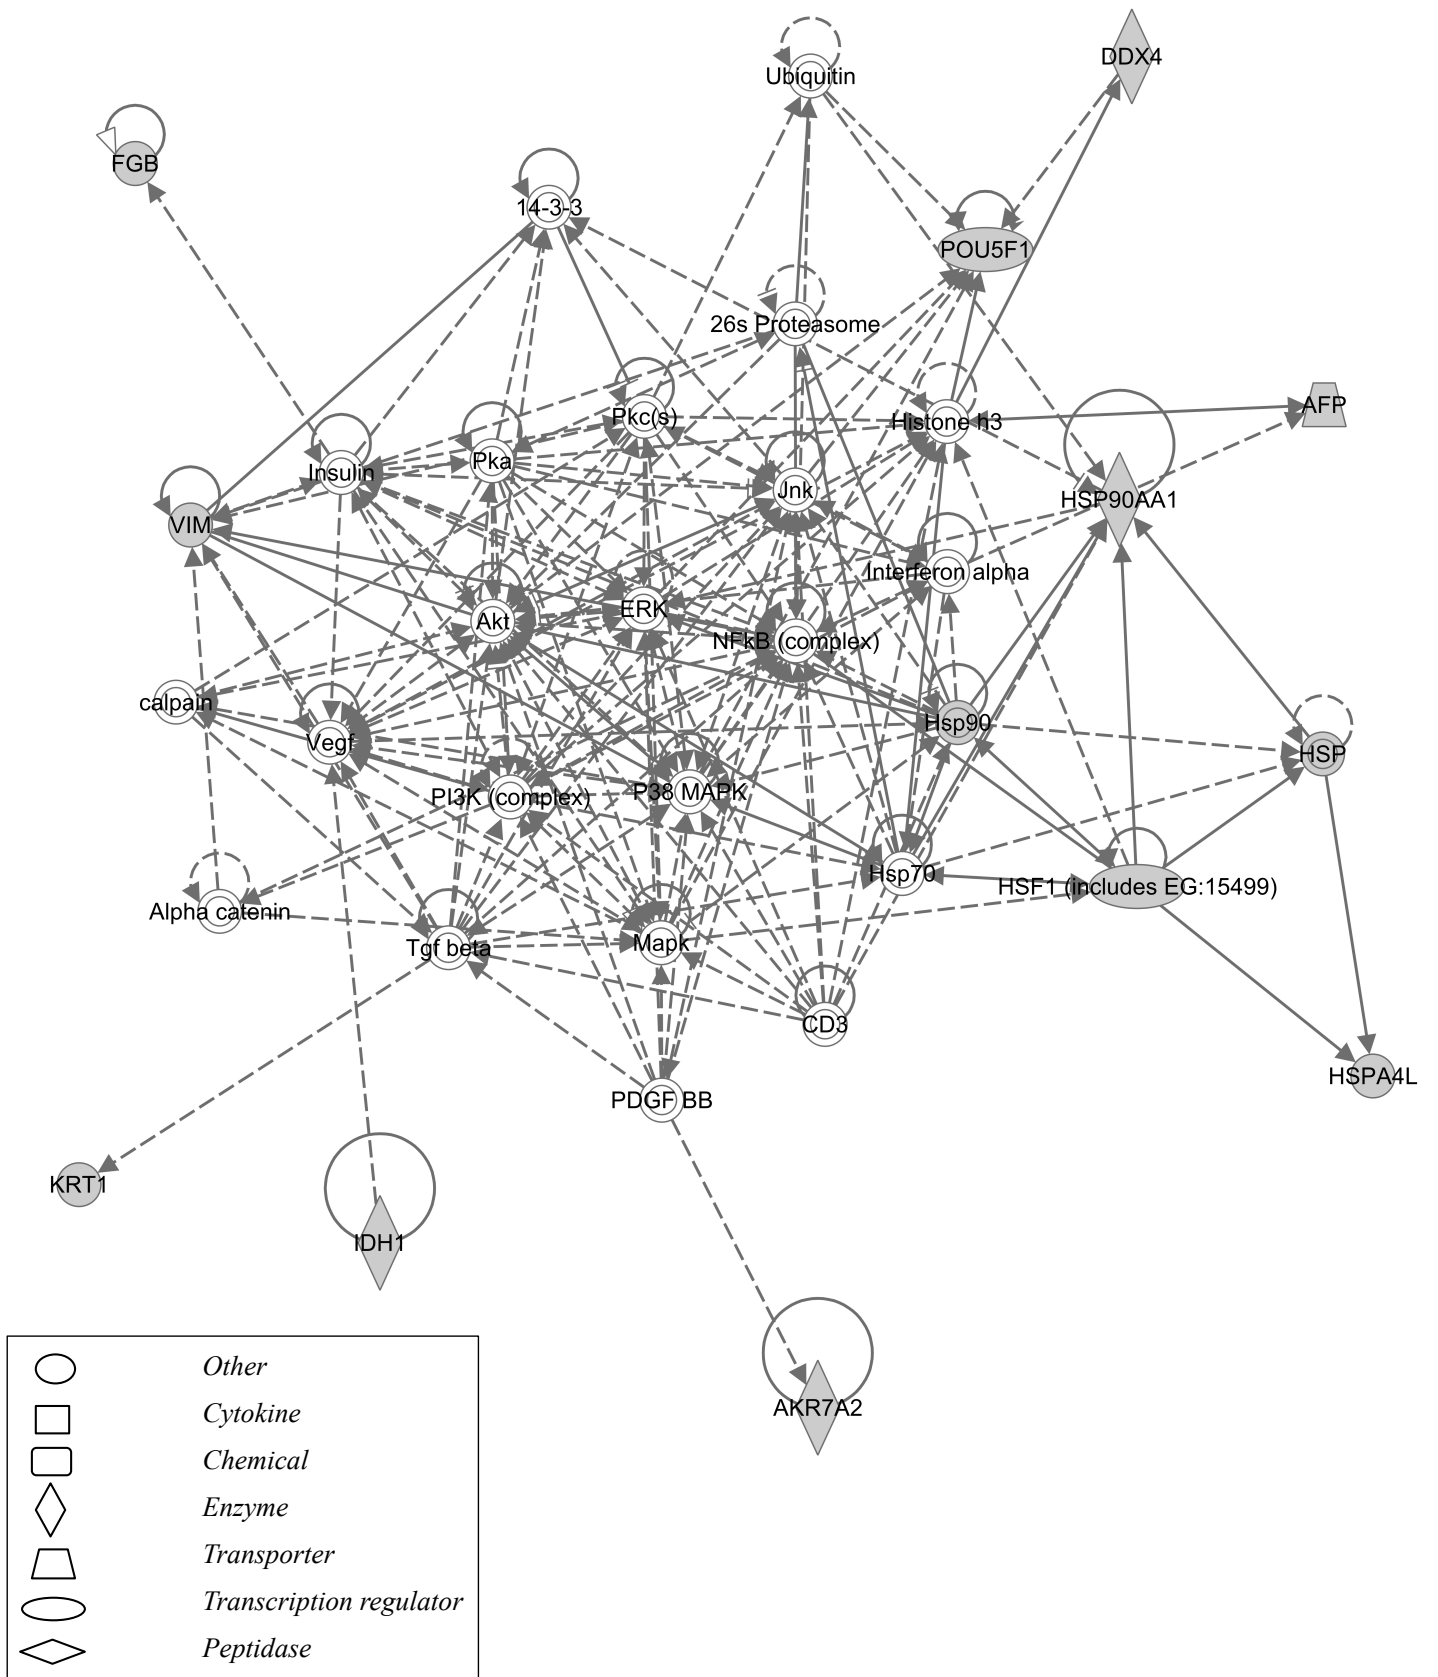 DDX4
Ubiquitin
FGB
14-3-3
POU5F1
26s Proteasome
AFP
Pkc(s)
Histone h3
Insulin
Pka
Jnk
HSP90AA1
VIM
Interferon alpha
Akt
ERK
NFkB (complex)
calpain
Vegf
Hsp90
HSP
PI3K (complex)
P38 MAPK
Hsp70
HSF1 (includes EG:15499)
Alpha catenin
Tgf beta
Mapk
CD3
HSPA4L
PDGF BB
KRT1
IDH1
AKR7A2
Other
Cytokine
Chemical
Enzyme
Transporter
Transcription regulator
Peptidase